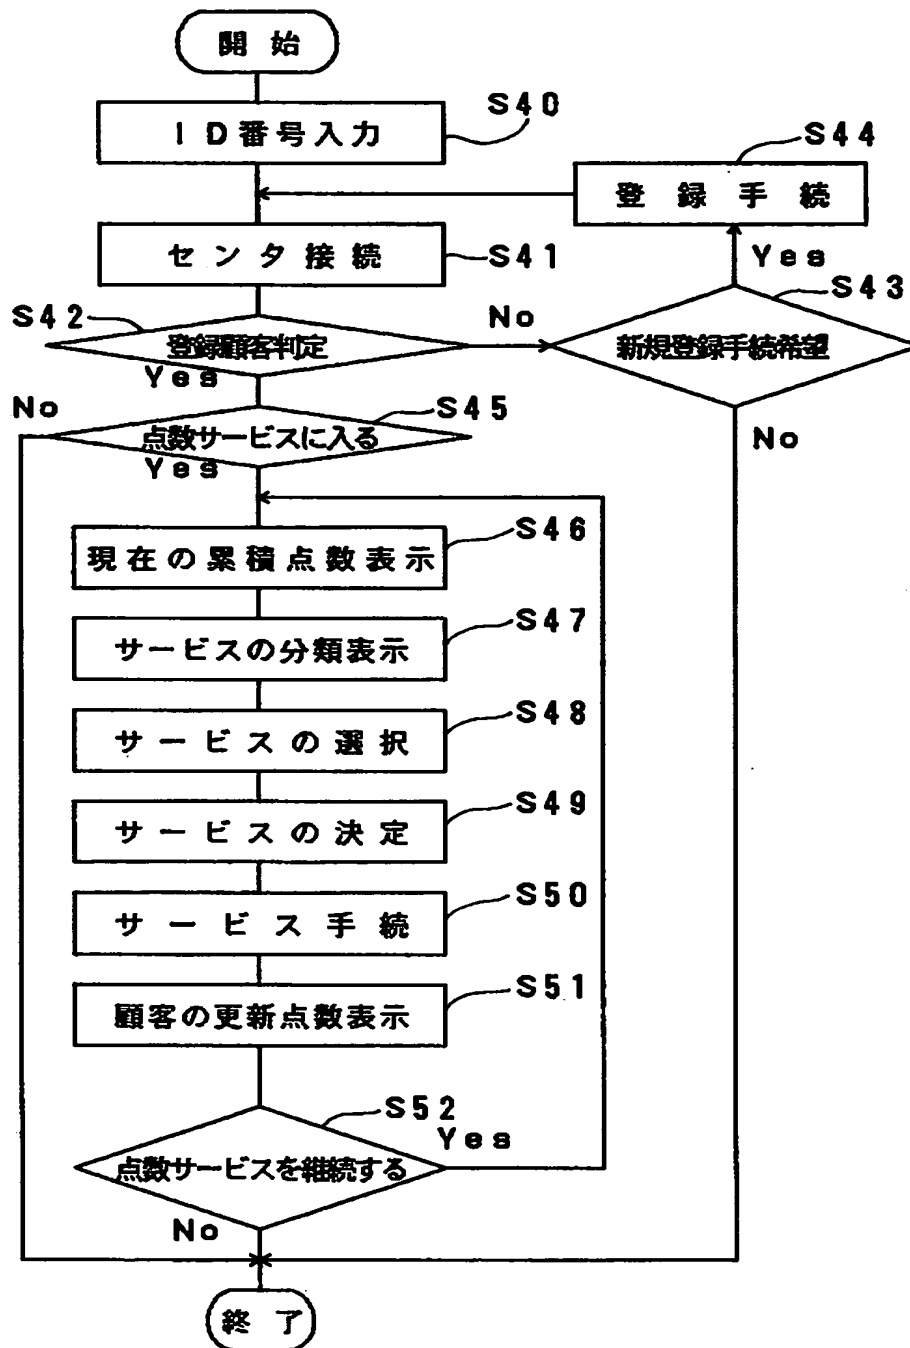 開始
S40
ID番号入力
S44
登録手続
センタ接続
S41
Yes
S43
S42
No
登録顧客判定
新規登録手続希望
Yes
No
S45
点数サービスに入る
No
Yes
S46
現在の累積点数表示
S47
サービスの分類表示
S48
サービスの選択
S49
サービスの決定
S50
サービス手続
S51
顧客の更新点数表示
S52
Yes
点数サービスを継続する
No
終了